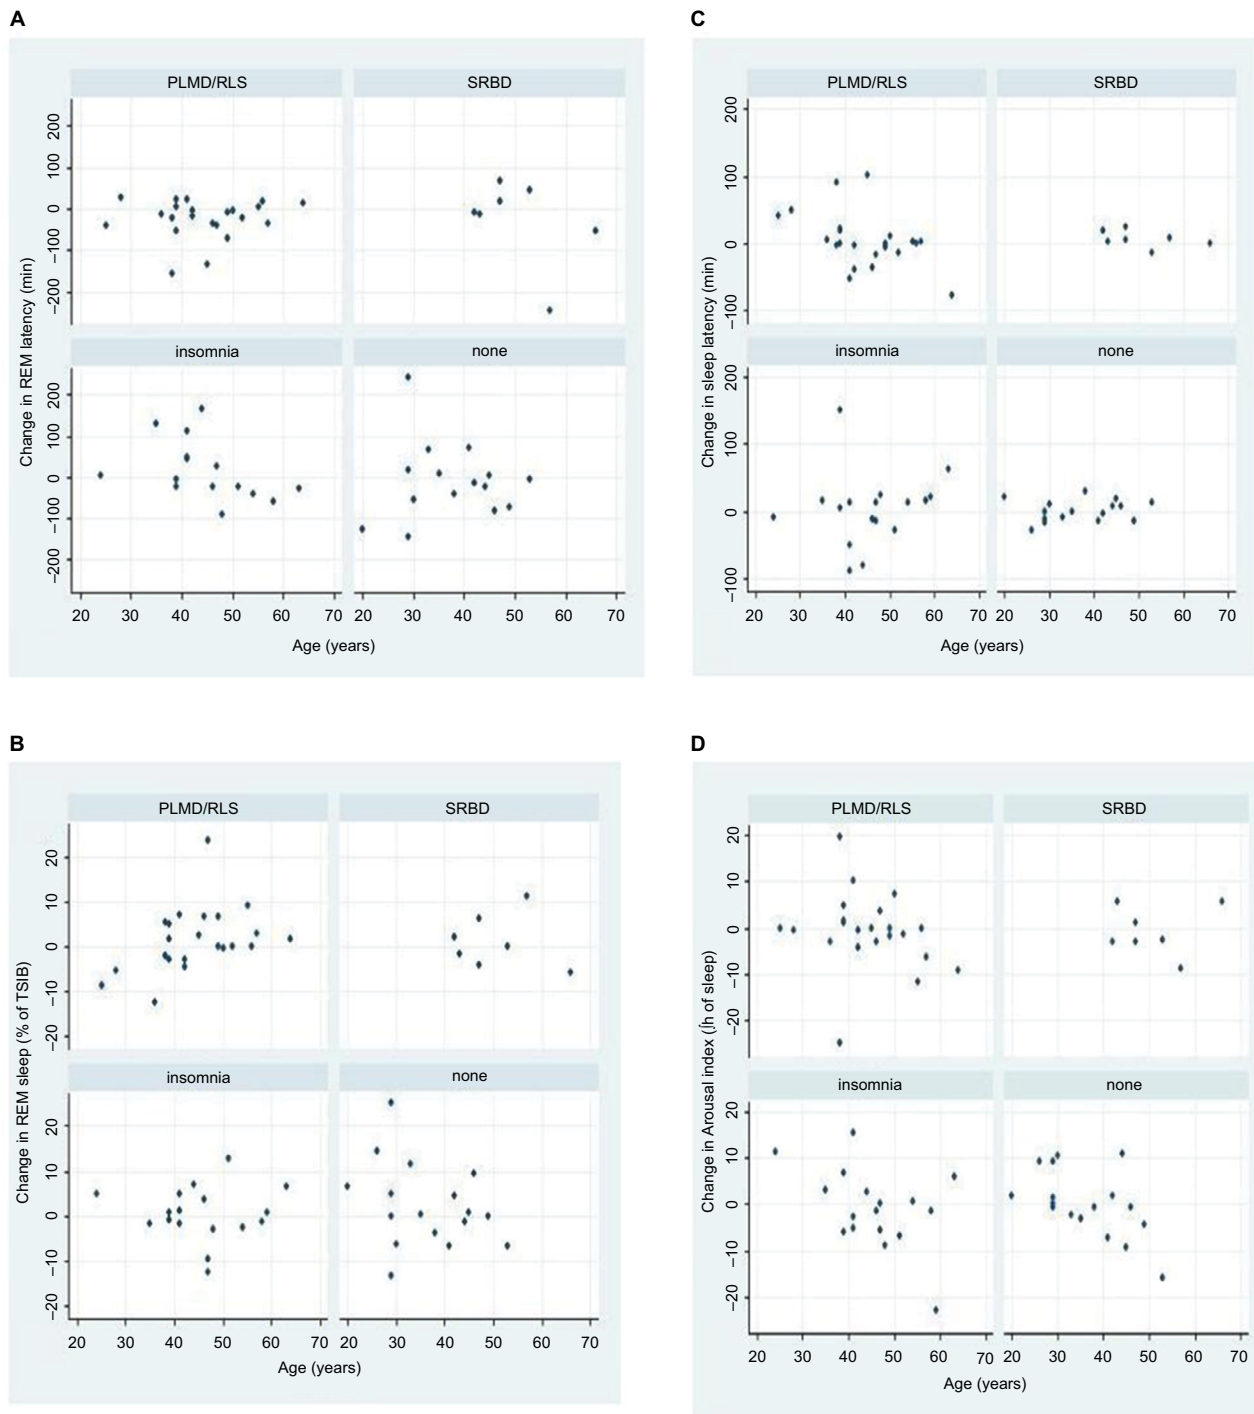 A
PLMD/RLS
SRBD
200
100
0
−100
−200
insomnia
none
200
100
0
−100
−200
20 30 40 50 60 70 20 30 40 50 60 70
Age (years)
Change in REM latency (min)
C
PLMD/RLS
SRBD
200
100
0
−100
insomnia
none
200
100
0
−100
20 30 40 50 60 70 20 30 40 50 60 70
Age (years)
Change in sleep latency (min)
B
PLMD/RLS
SRBD
20
10
0
−10
−20
insomnia
none
20
10
0
−10
−20
20 30 40 50 60 70 20 30 40 50 60 70
Age (years)
Change in REM sleep (% of TSIB)
D
PLMD/RLS
SRBD
20
10
0
−10
−20
insomnia
none
20
10
0
−10
−20
20 30 40 50 60 70 20 30 40 50 60 70
Age (years)
Change in Arousal index (/h of sleep)